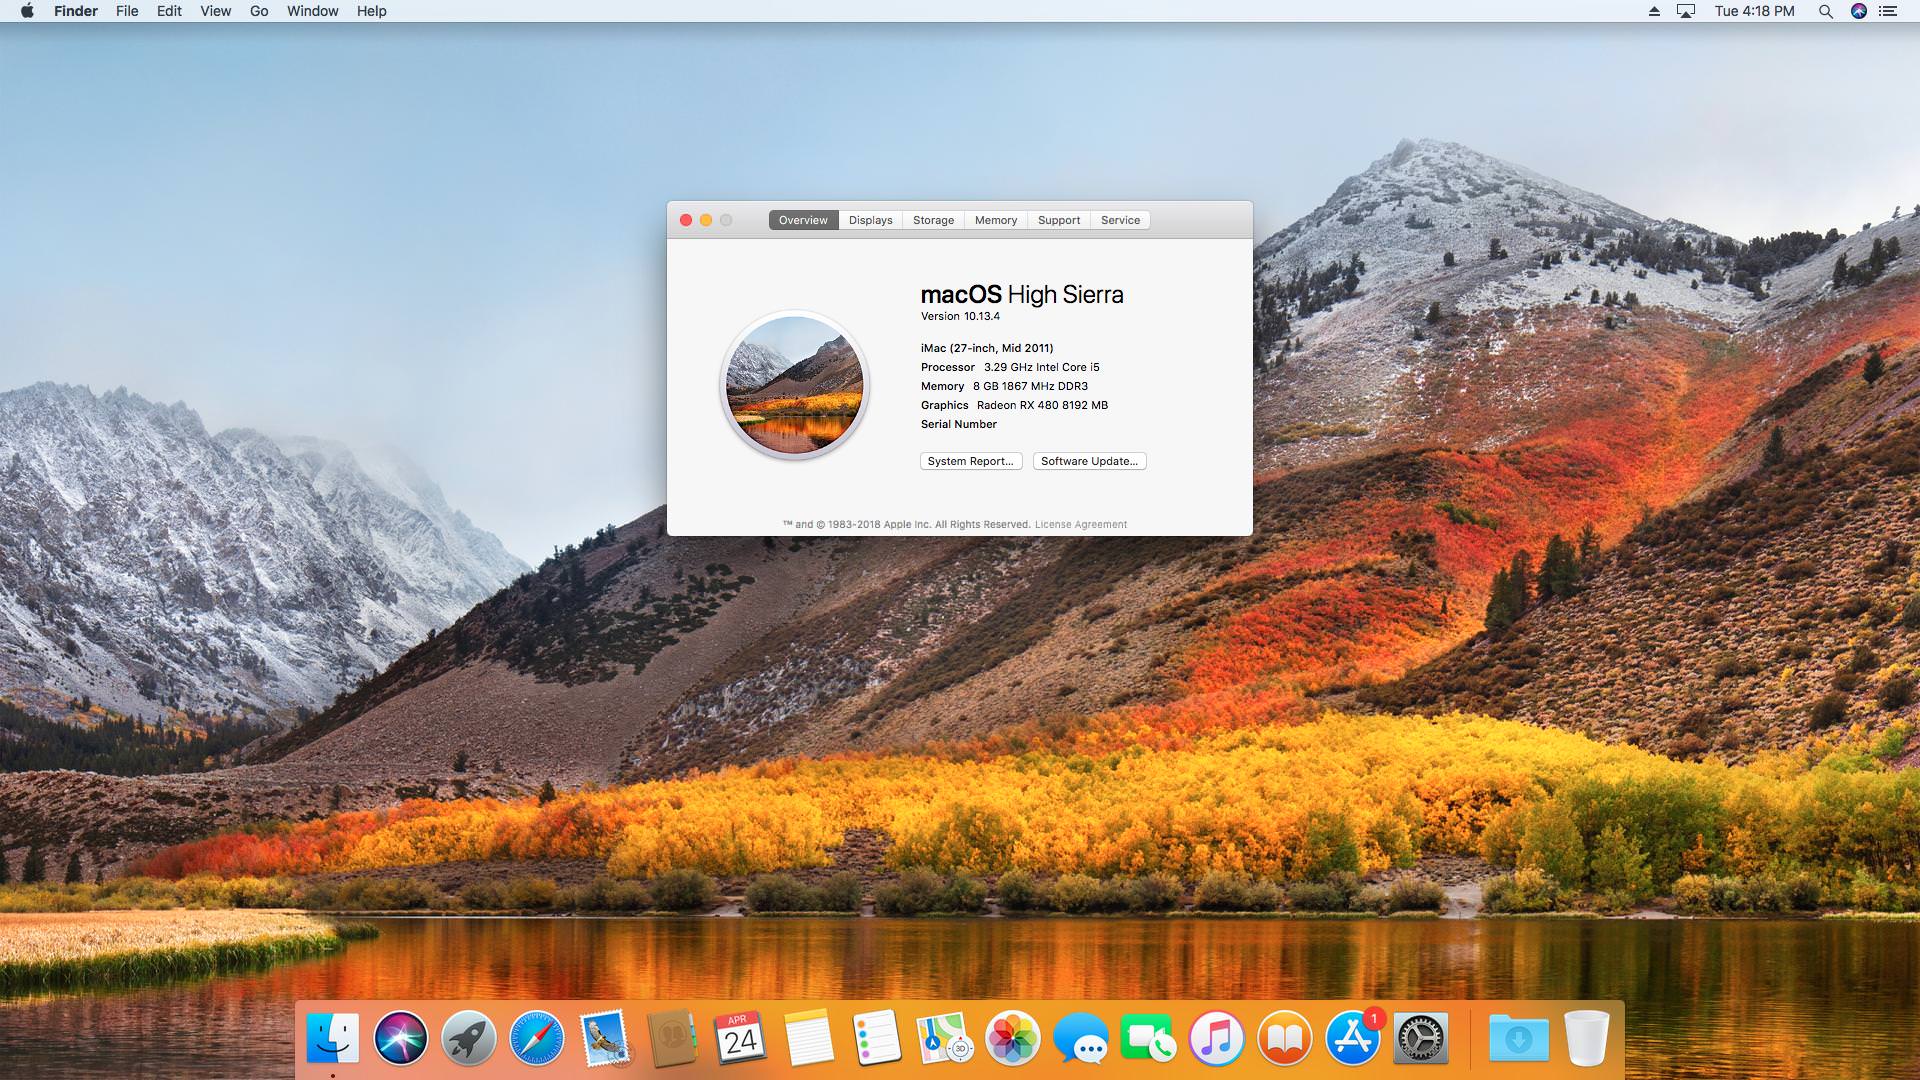 Finder File Edit View Go Window Help
Tue 4:18 PM
Overview Displays Storage Memory Support Service
macOS High Sierra
Version 10.13.4
iMac (27-inch, Mid 2011)
Processor 3.29 GHz Intel Core i5
Memory 8 GB 1867 MHz DDR3
Graphics Radeon RX 480 8192 MB
Serial Number
System Report... Software Update...
™ and © 1983-2018 Apple Inc. All Rights Reserved. License Agreement
APR
24
3D
1